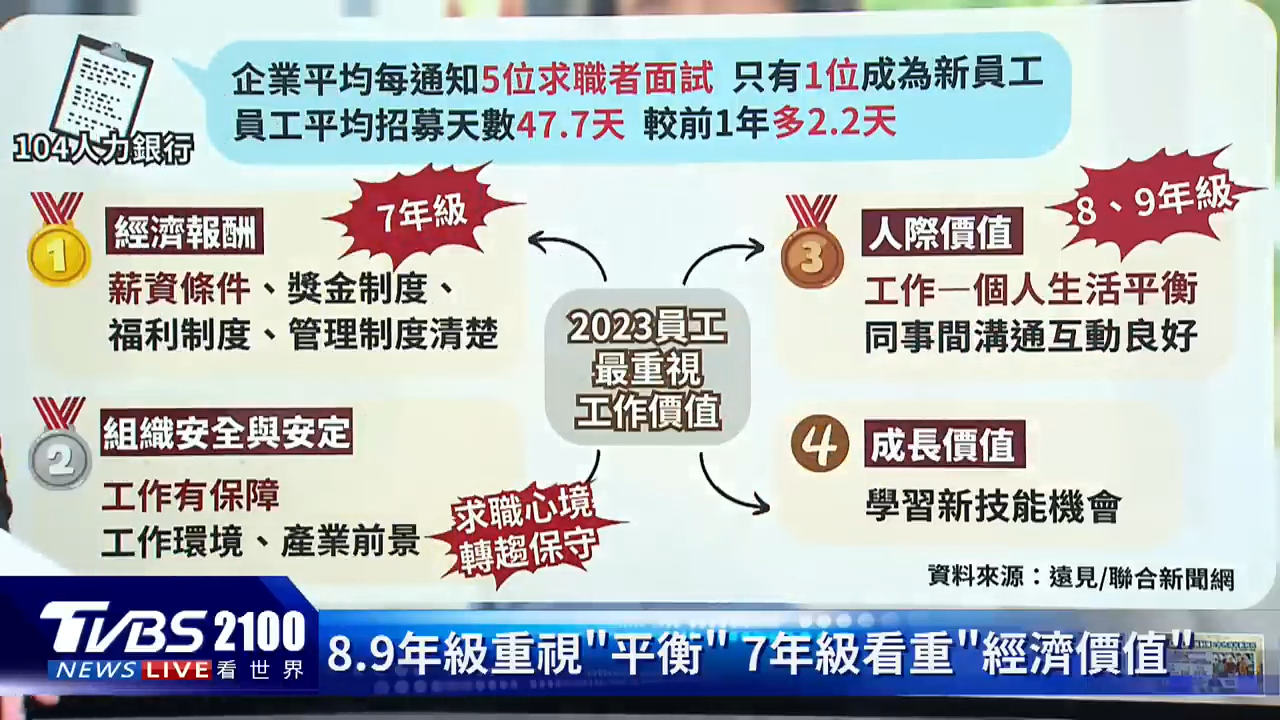 企業平均每通知5位求職者面試 只有1位成為新員工
員工平均招募天數47.7天 較前1年多2.2天
104人力銀行
1
經濟報酬
7年級
薪資條件、獎金制度、
福利制度、管理制度清楚
2
組織安全與安定
工作有保障
工作環境、產業前景
求職心境
轉趨保守
2023員工
最重視
工作價值
3
人際價值
8、9年級
工作—個人生活平衡
同事間溝通互動良好
4
成長價值
學習新技能機會
資料來源：遠見/聯合新聞網
TVBS 2100
NEWS LIVE 看世界
8.9年級重視"平衡" 7年級看重"經濟價值"